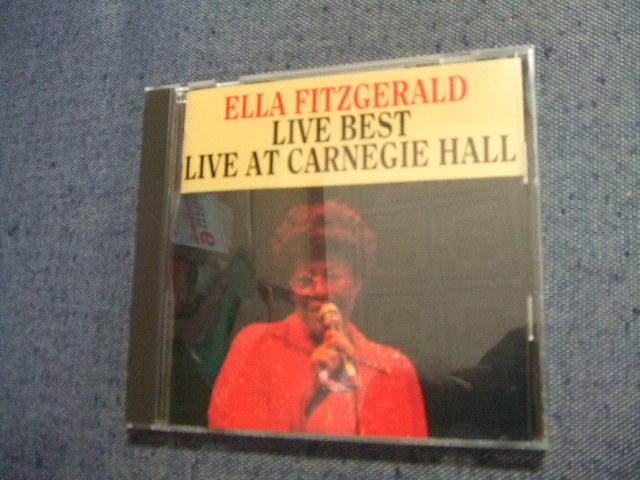 ELLA FITZGERALD
LIVE BEST
LIVE AT CARNEGIE HALL